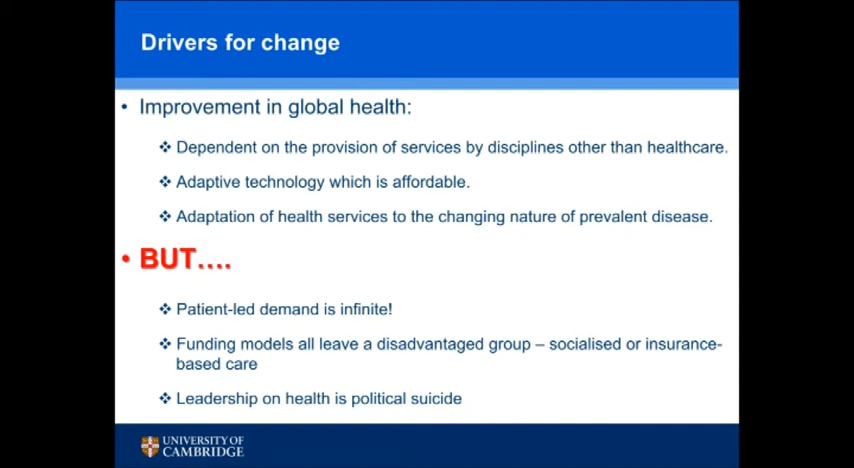 Drivers for change
• Improvement in global health:
❖ Dependent on the provision of services by disciplines other than healthcare.
❖ Adaptive technology which is affordable.
❖ Adaptation of health services to the changing nature of prevalent disease.
• BUT....
❖ Patient-led demand is infinite!
❖ Funding models all leave a disadvantaged group – socialised or insurance-
based care
❖ Leadership on health is political suicide
UNIVERSITY OF
CAMBRIDGE